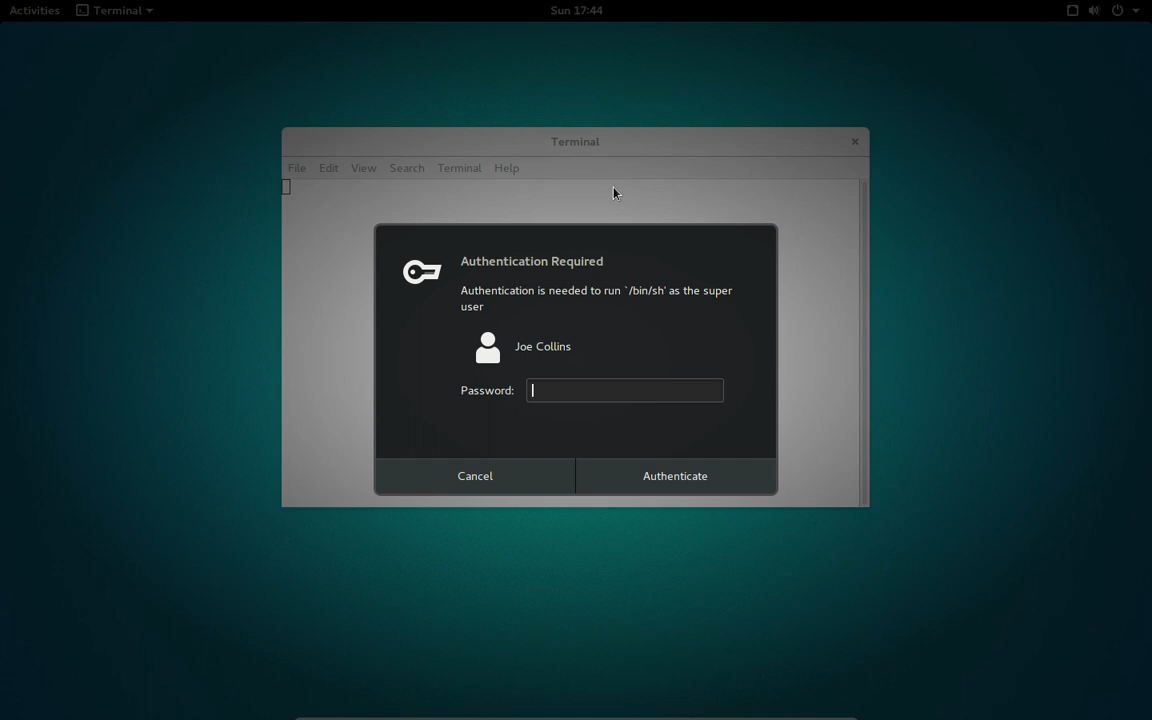 Activities Terminal Sun 17:44
Terminal ×
File Edit View Search Terminal Help
Authentication Required
Authentication is needed to run `/bin/sh' as the super
user
Joe Collins
Password:
Cancel Authenticate